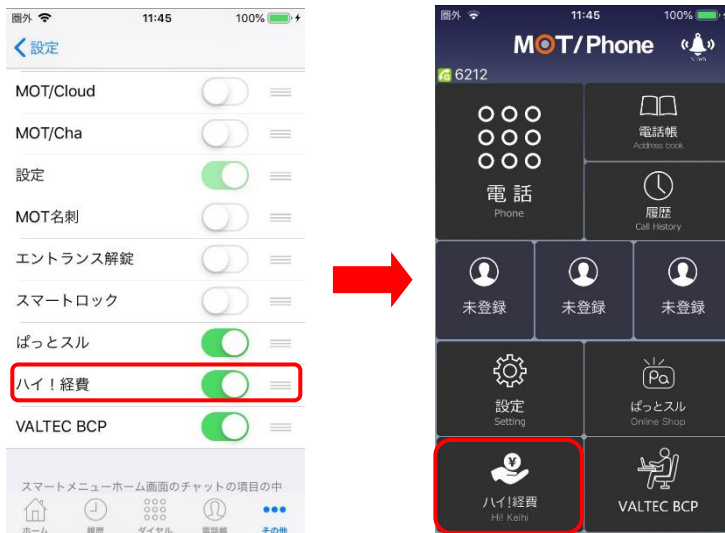 圏外 11:45 100%
設定
MOT/Cloud
MOT/Cha
設定
MOT名刺
エントランス解錠
スマートロック
ぱっとスル
ハイ！経費
VALTEC BCP
スマートメニューホーム画面のチャットの項目の中
ホーム 履歴 ダイヤル 電話帳 その他
圏外 11:45 100%
MOT/Phone
NEWS
6212
電話
Phone
電話帳
Address book
履歴
Call History
未登録 未登録 未登録
設定
Setting
Pa
ぱっとスル
Online Shop
¥
ハイ!経費
Hi! Keihi
VALTEC BCP